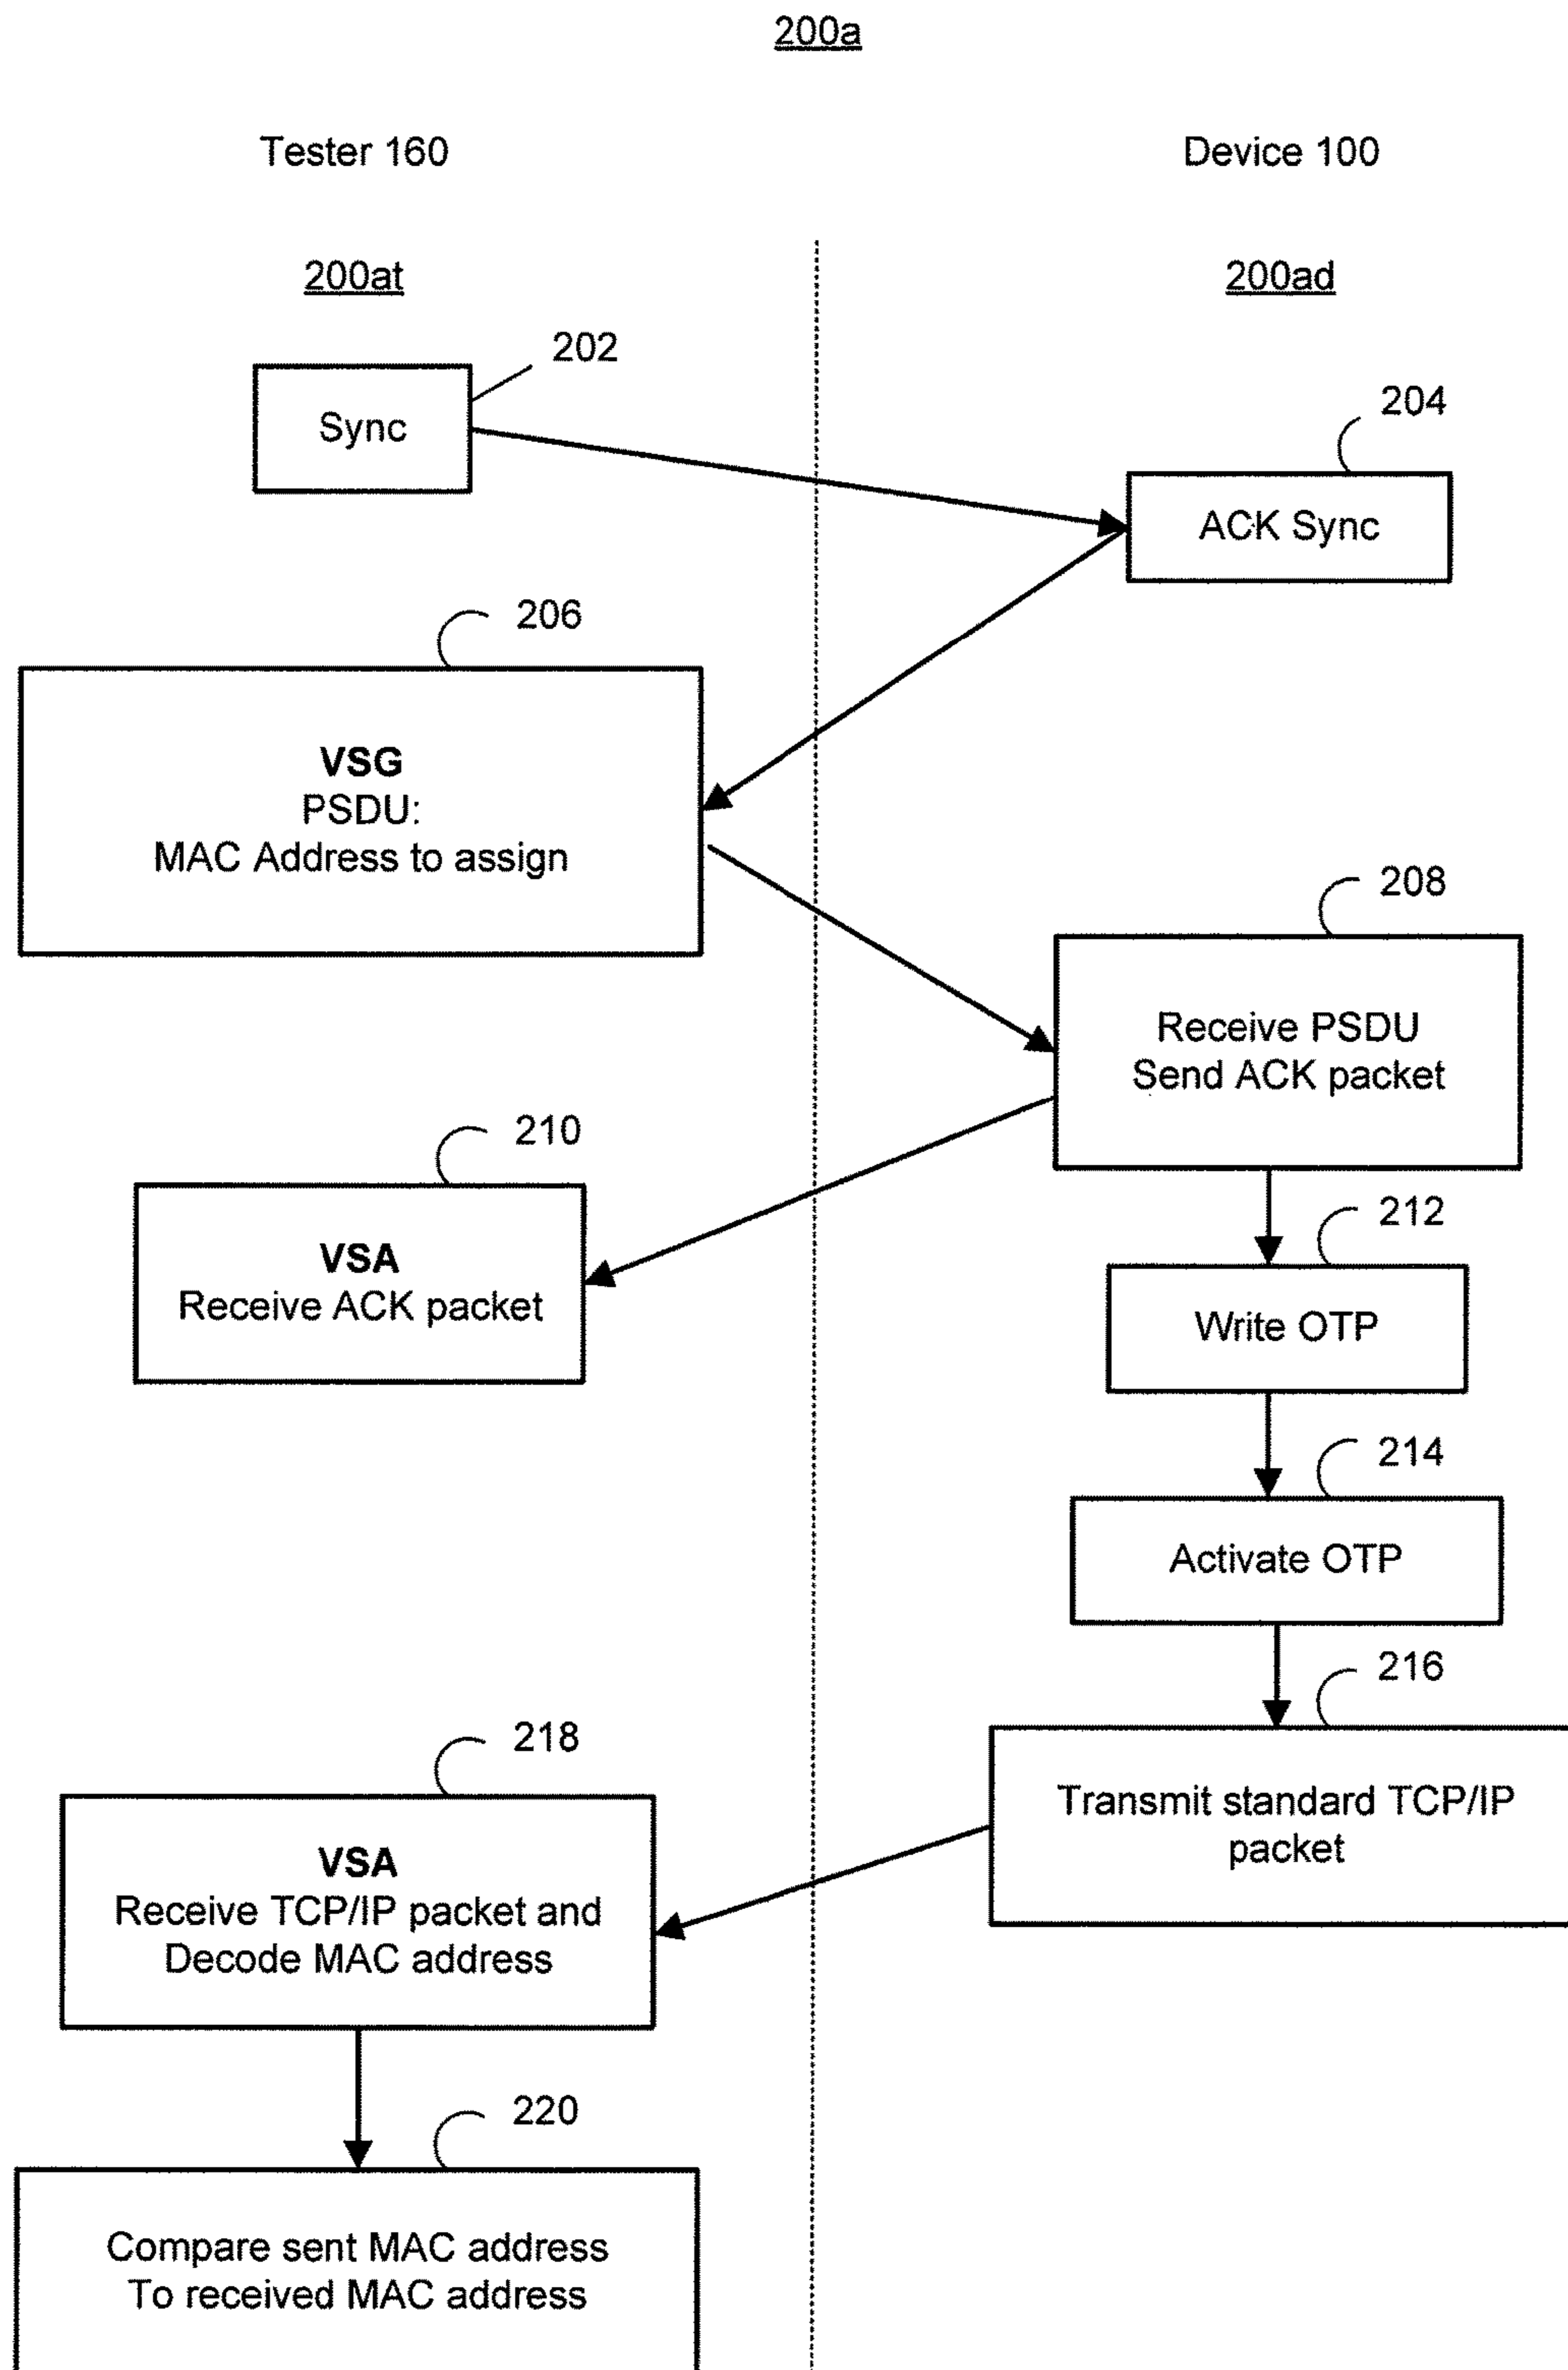 200a
Tester 160
Device 100
200at
200ad
202
Sync
204
ACK Sync
206
VSG
PSDU:
MAC Address to assign
208
Receive PSDU
Send ACK packet
210
VSA
Receive ACK packet
212
Write OTP
214
Activate OTP
216
Transmit standard TCP/IP
packet
218
VSA
Receive TCP/IP packet and
Decode MAC address
220
Compare sent MAC address
To received MAC address